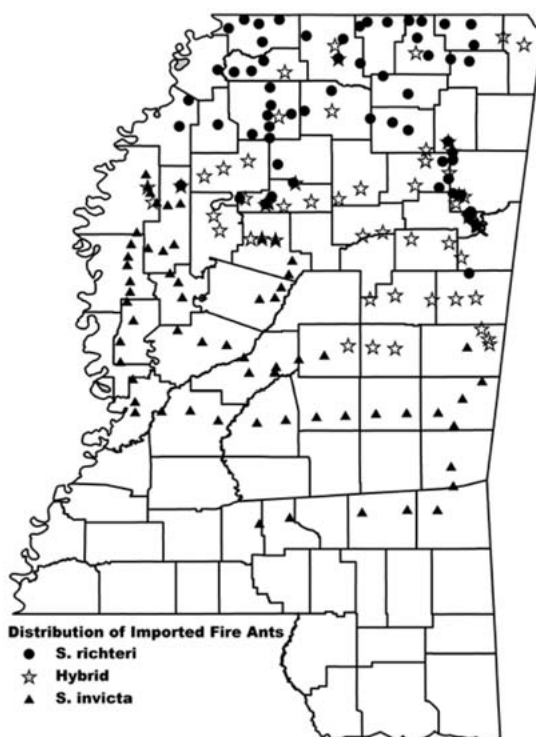 Distribution of Imported Fire Ants
S. richteri
Hybrid
S. invicta